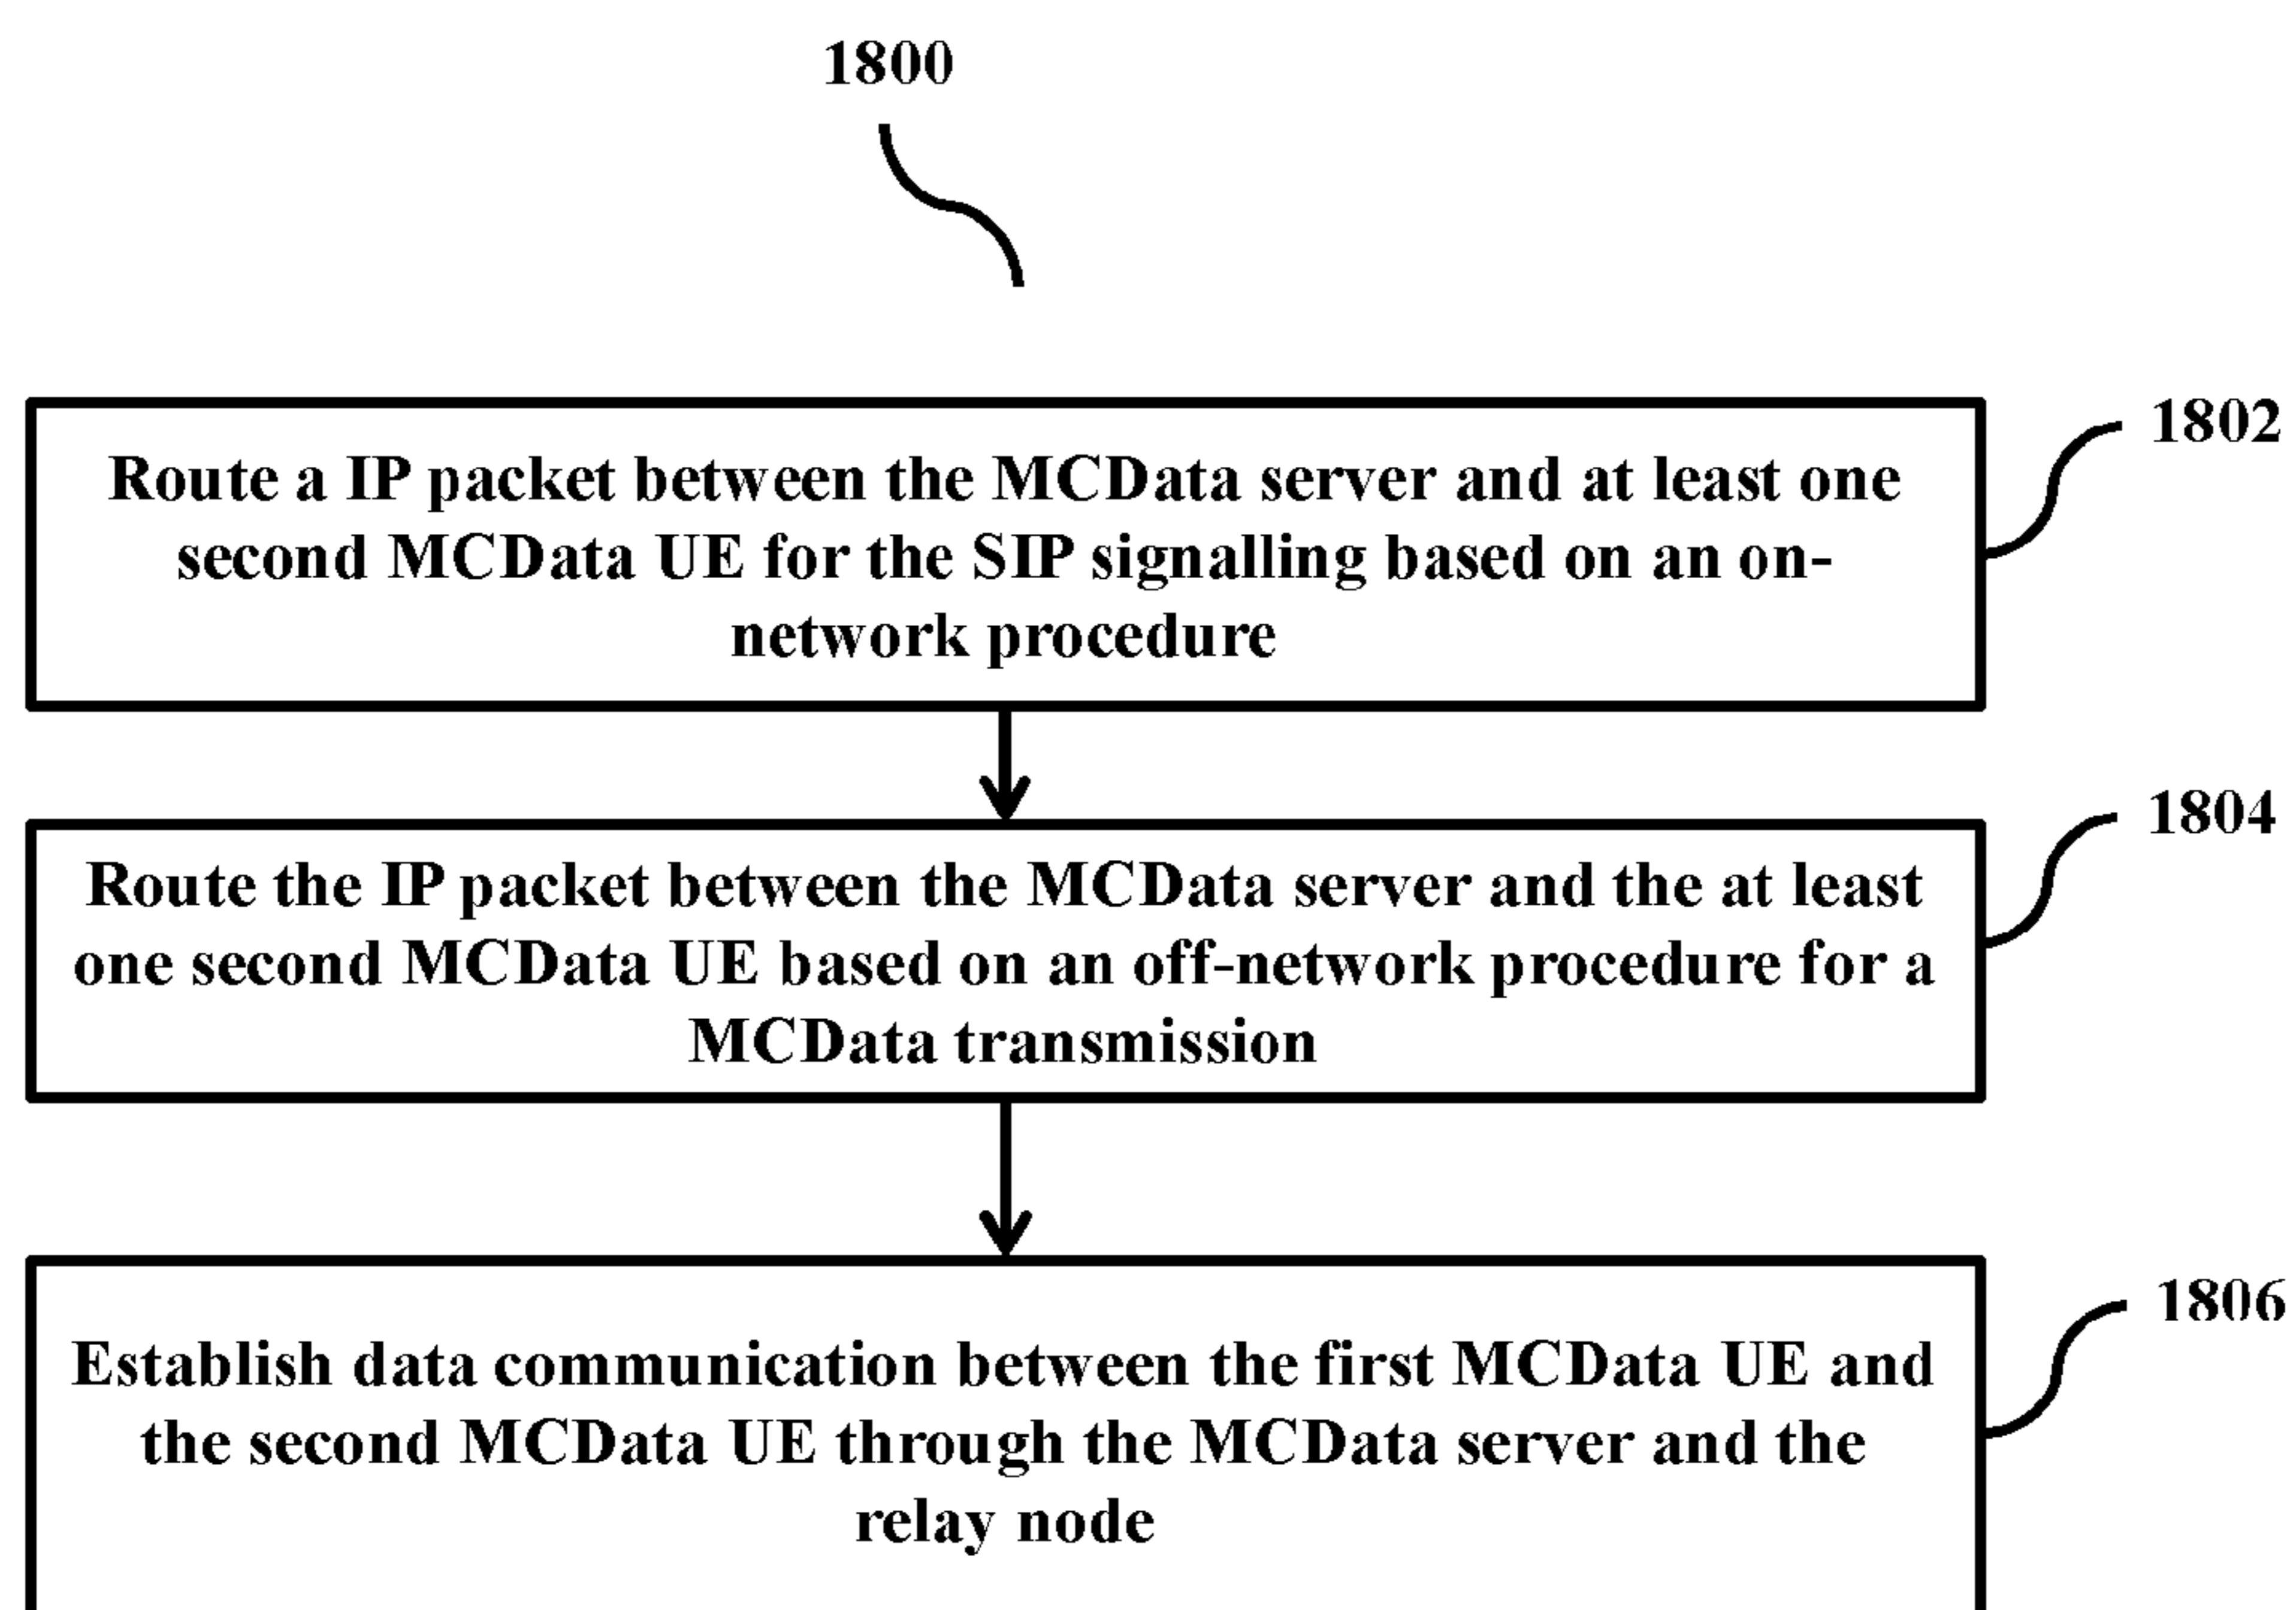 1800
Route a IP packet between the MCData server and at least one
second MCData UE for the SIP signalling based on an on-
network procedure
1802
Route the IP packet between the MCData server and the at least
one second MCData UE based on an off-network procedure for a
MCData transmission
1804
Establish data communication between the first MCData UE and
the second MCData UE through the MCData server and the
relay node
1806